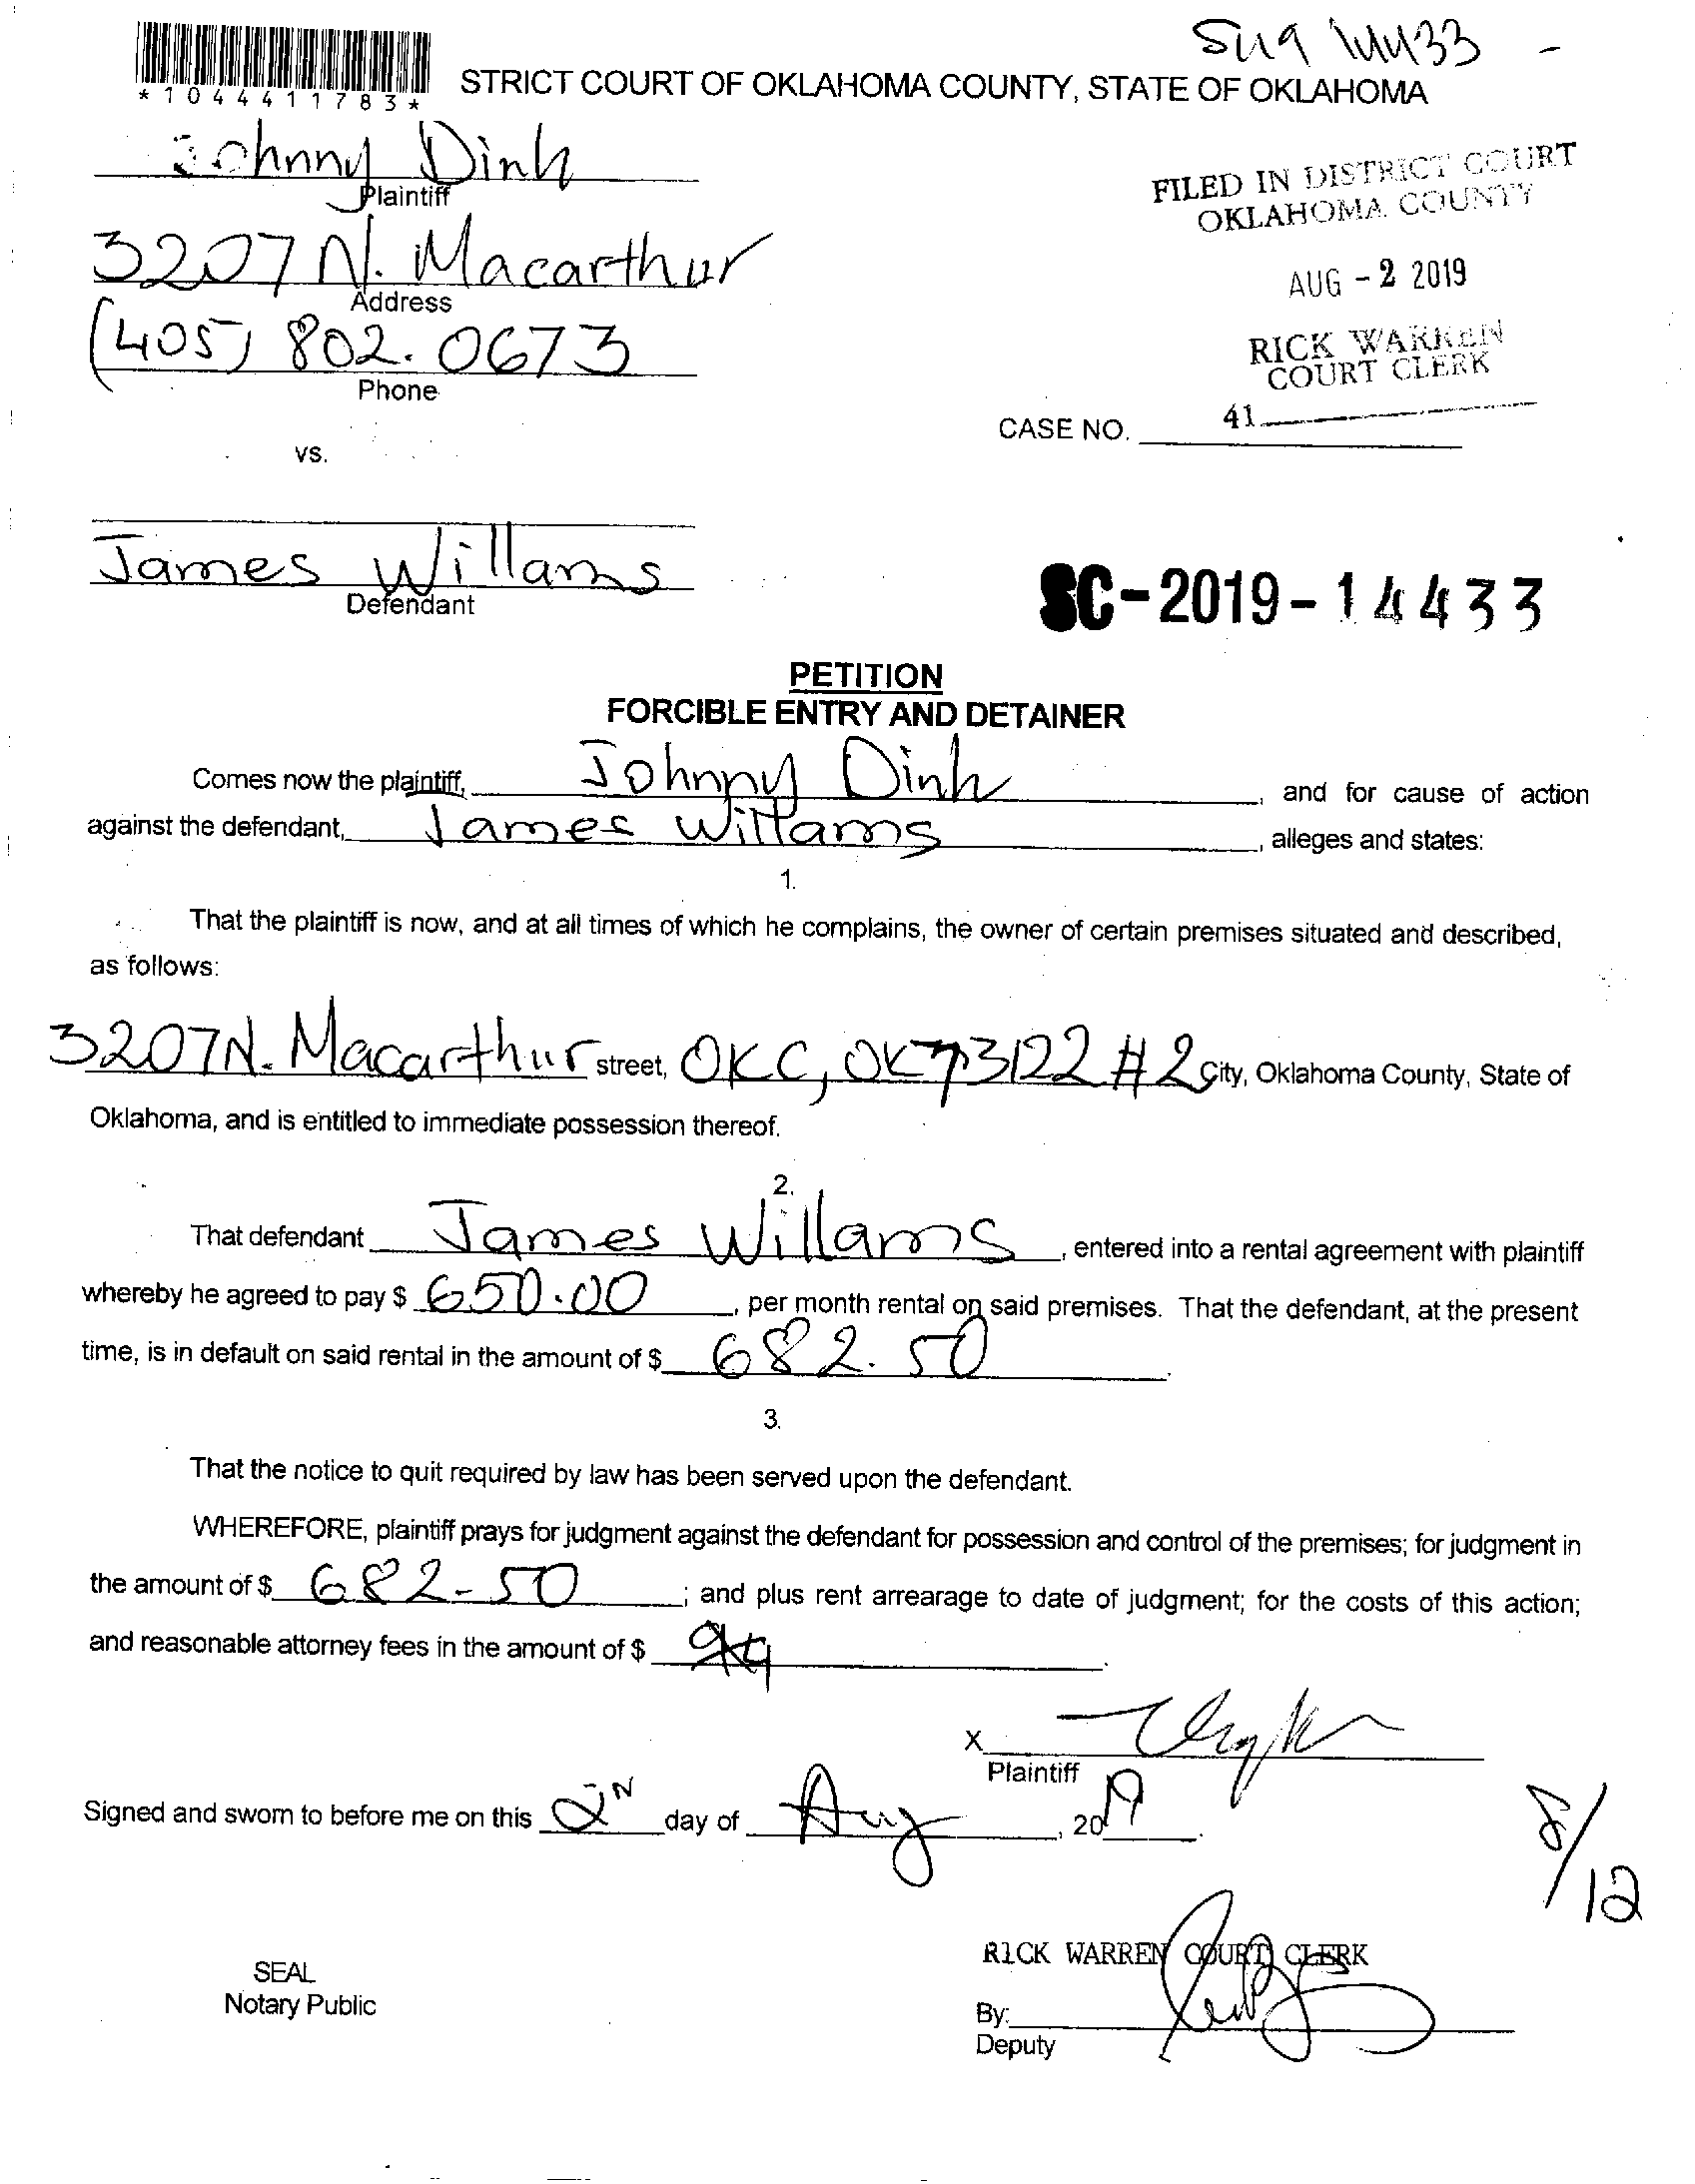 *1044411783*
STRICT COURT OF OKLAHOMA COUNTY, STATE OF OKLAHOMA
Johnny Dinh
Plaintiff
3207 N. Macarthur
Address
(405) 802.0673
Phone
FILED IN DISTRICT COURT
OKLAHOMA COUNTY
AUG - 2 2019
RICK WARREN
COURT CLERK
41
CASE NO.
vs.
James Willams
Defendant
SC-2019-14433
PETITION
FORCIBLE ENTRY AND DETAINER
Comes now the plaintiff, Johnny Dinh, and for cause of action
against the defendant, James Willams, alleges and states:
1.
That the plaintiff is now, and at all times of which he complains, the owner of certain premises situated and described,
as follows:
3207 N. Macarthur street, OKC, OK 73122 #2 City, Oklahoma County, State of
Oklahoma, and is entitled to immediate possession thereof.
2.
That defendant James Willams, entered into a rental agreement with plaintiff
whereby he agreed to pay $ 650.00, per month rental on said premises. That the defendant, at the present
time, is in default on said rental in the amount of $ 682.50.
3.
That the notice to quit required by law has been served upon the defendant.
WHEREFORE, plaintiff prays for judgment against the defendant for possession and control of the premises; for judgment in
the amount of $ 682-50; and plus rent arrearage to date of judgment; for the costs of this action;
and reasonable attorney fees in the amount of $ .
X
Plaintiff
Signed and sworn to before me on this 2N day of Aug, 2019.
8/12
SEAL
Notary Public
RICK WARREN COURT CLERK
By:
Deputy